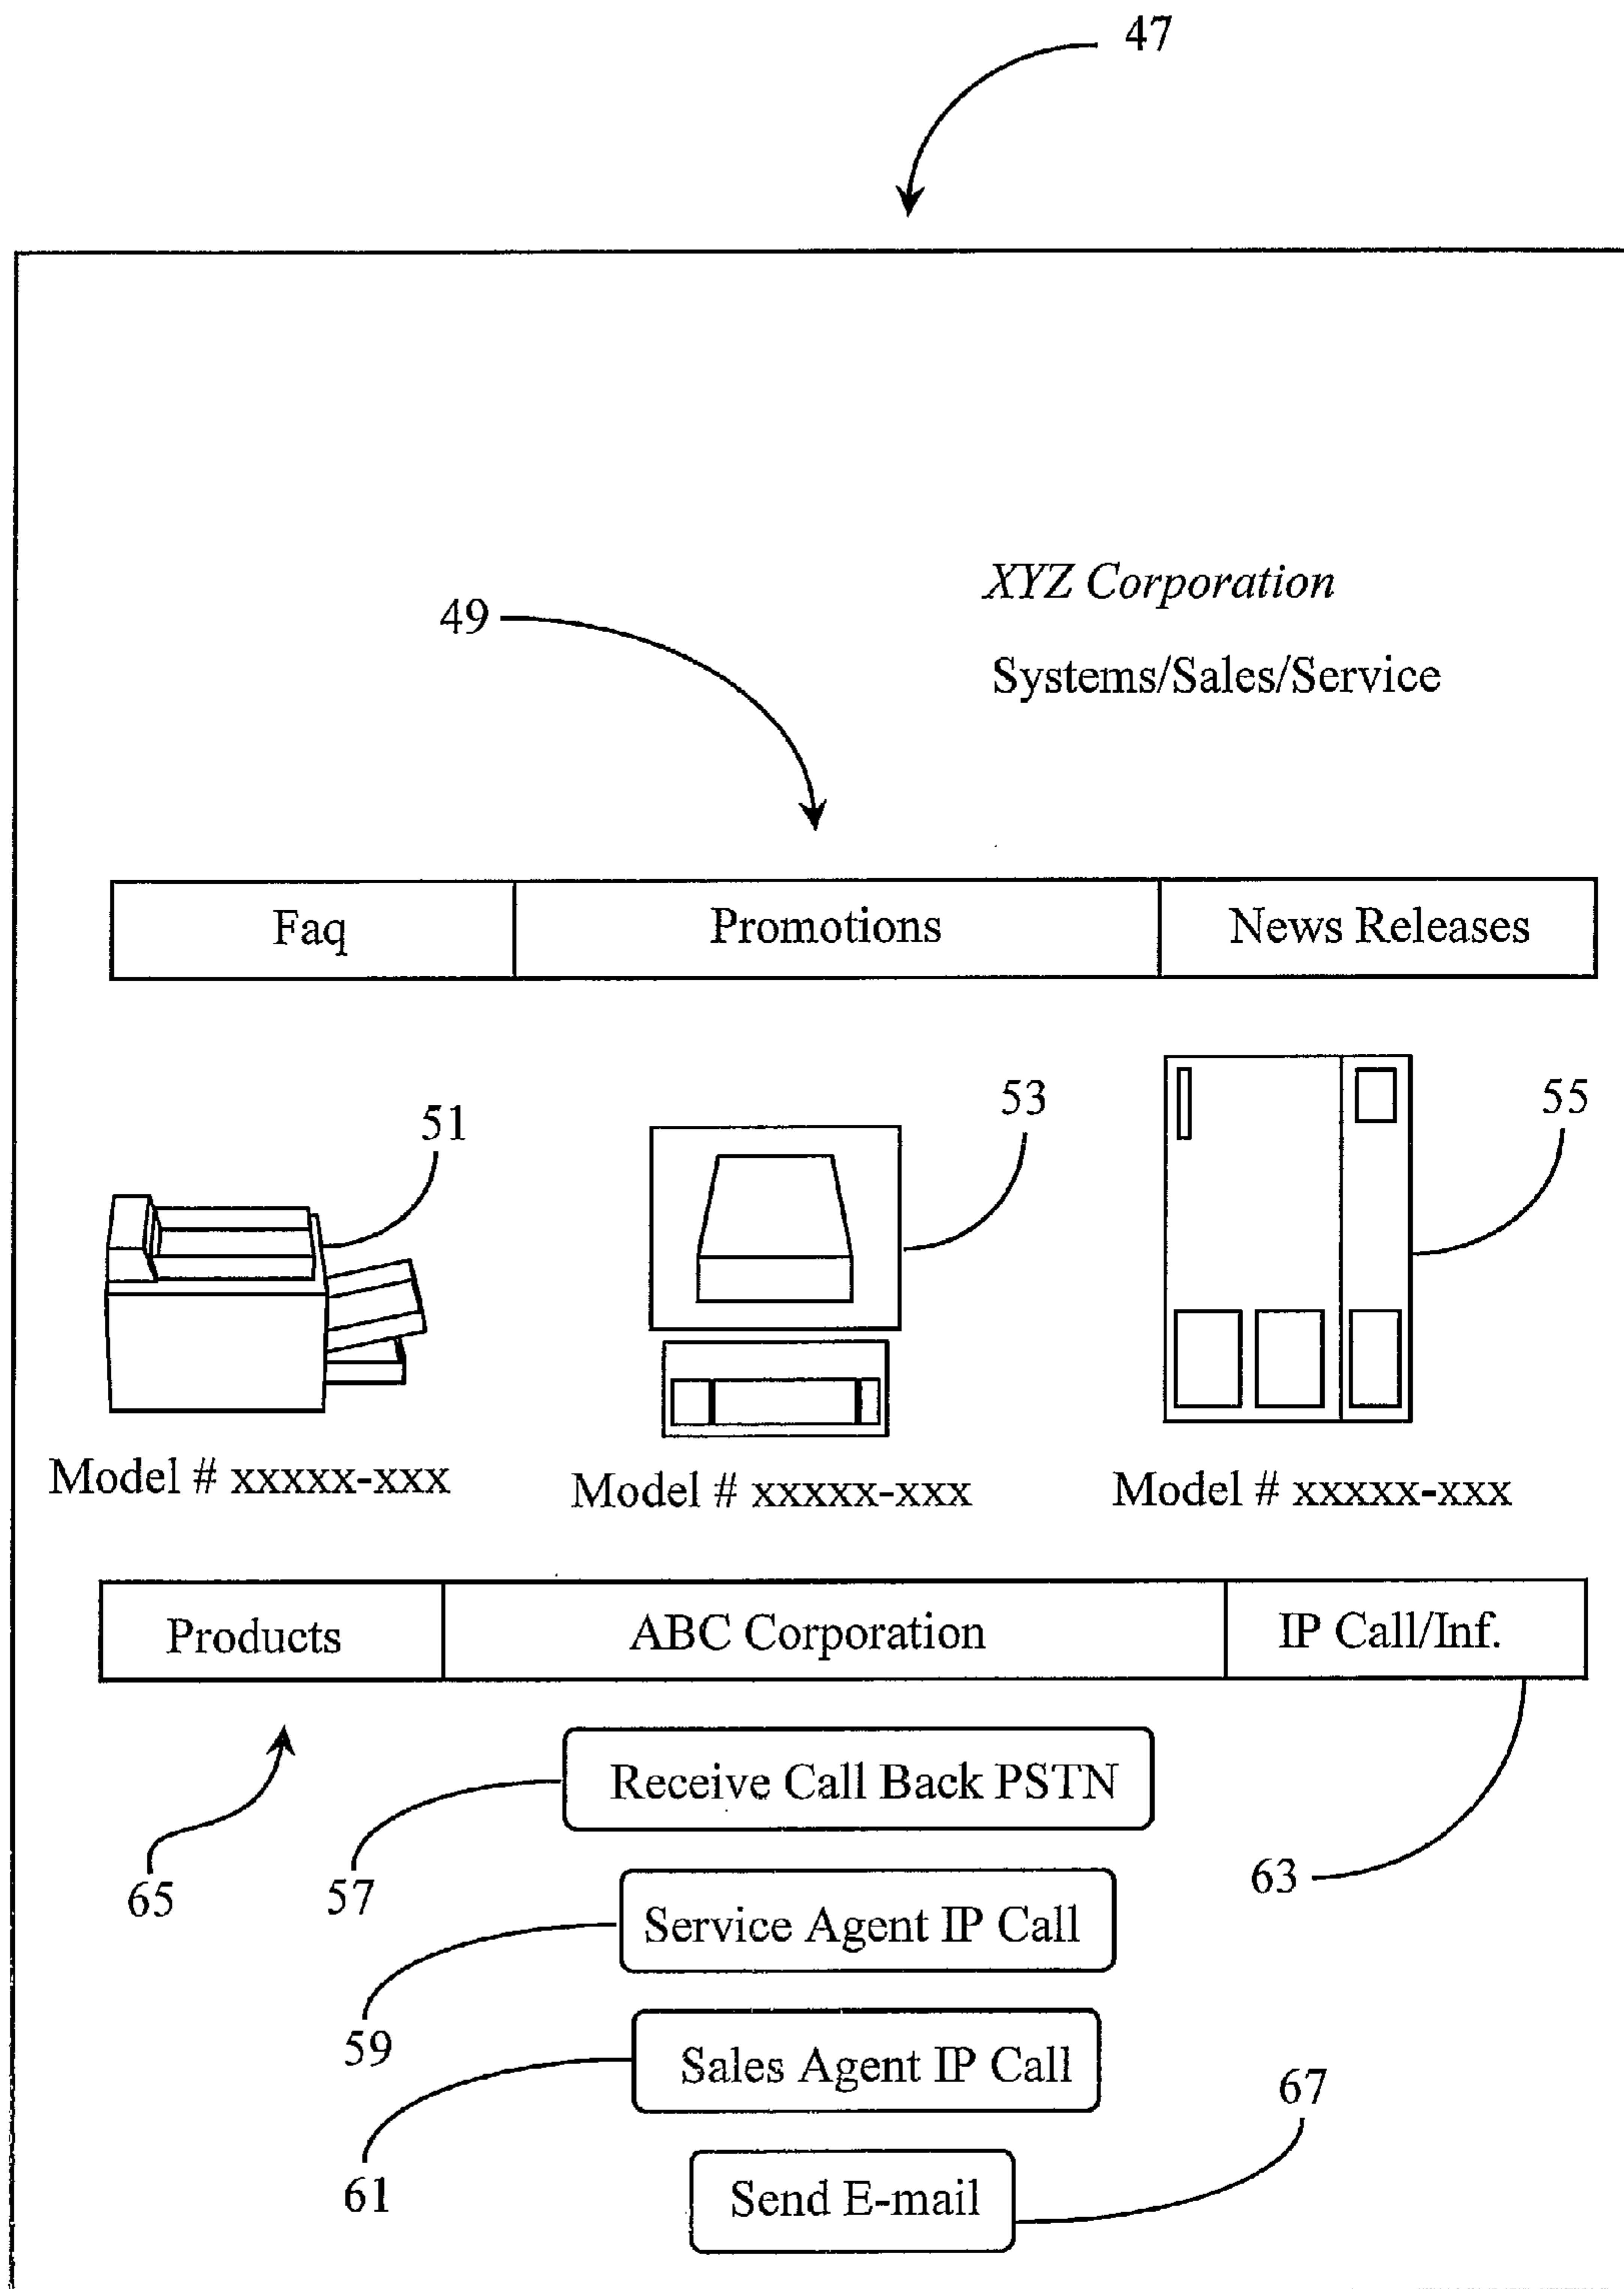 47
XYZ Corporation
49
Systems/Sales/Service
Faq Promotions News Releases
51 53 55
Model # xxxxx-xxx Model # xxxxx-xxx Model # xxxxx-xxx
Products ABC Corporation IP Call/Inf.
Receive Call Back PSTN
65 57 63
Service Agent IP Call
59
Sales Agent IP Call
67
61
Send E-mail